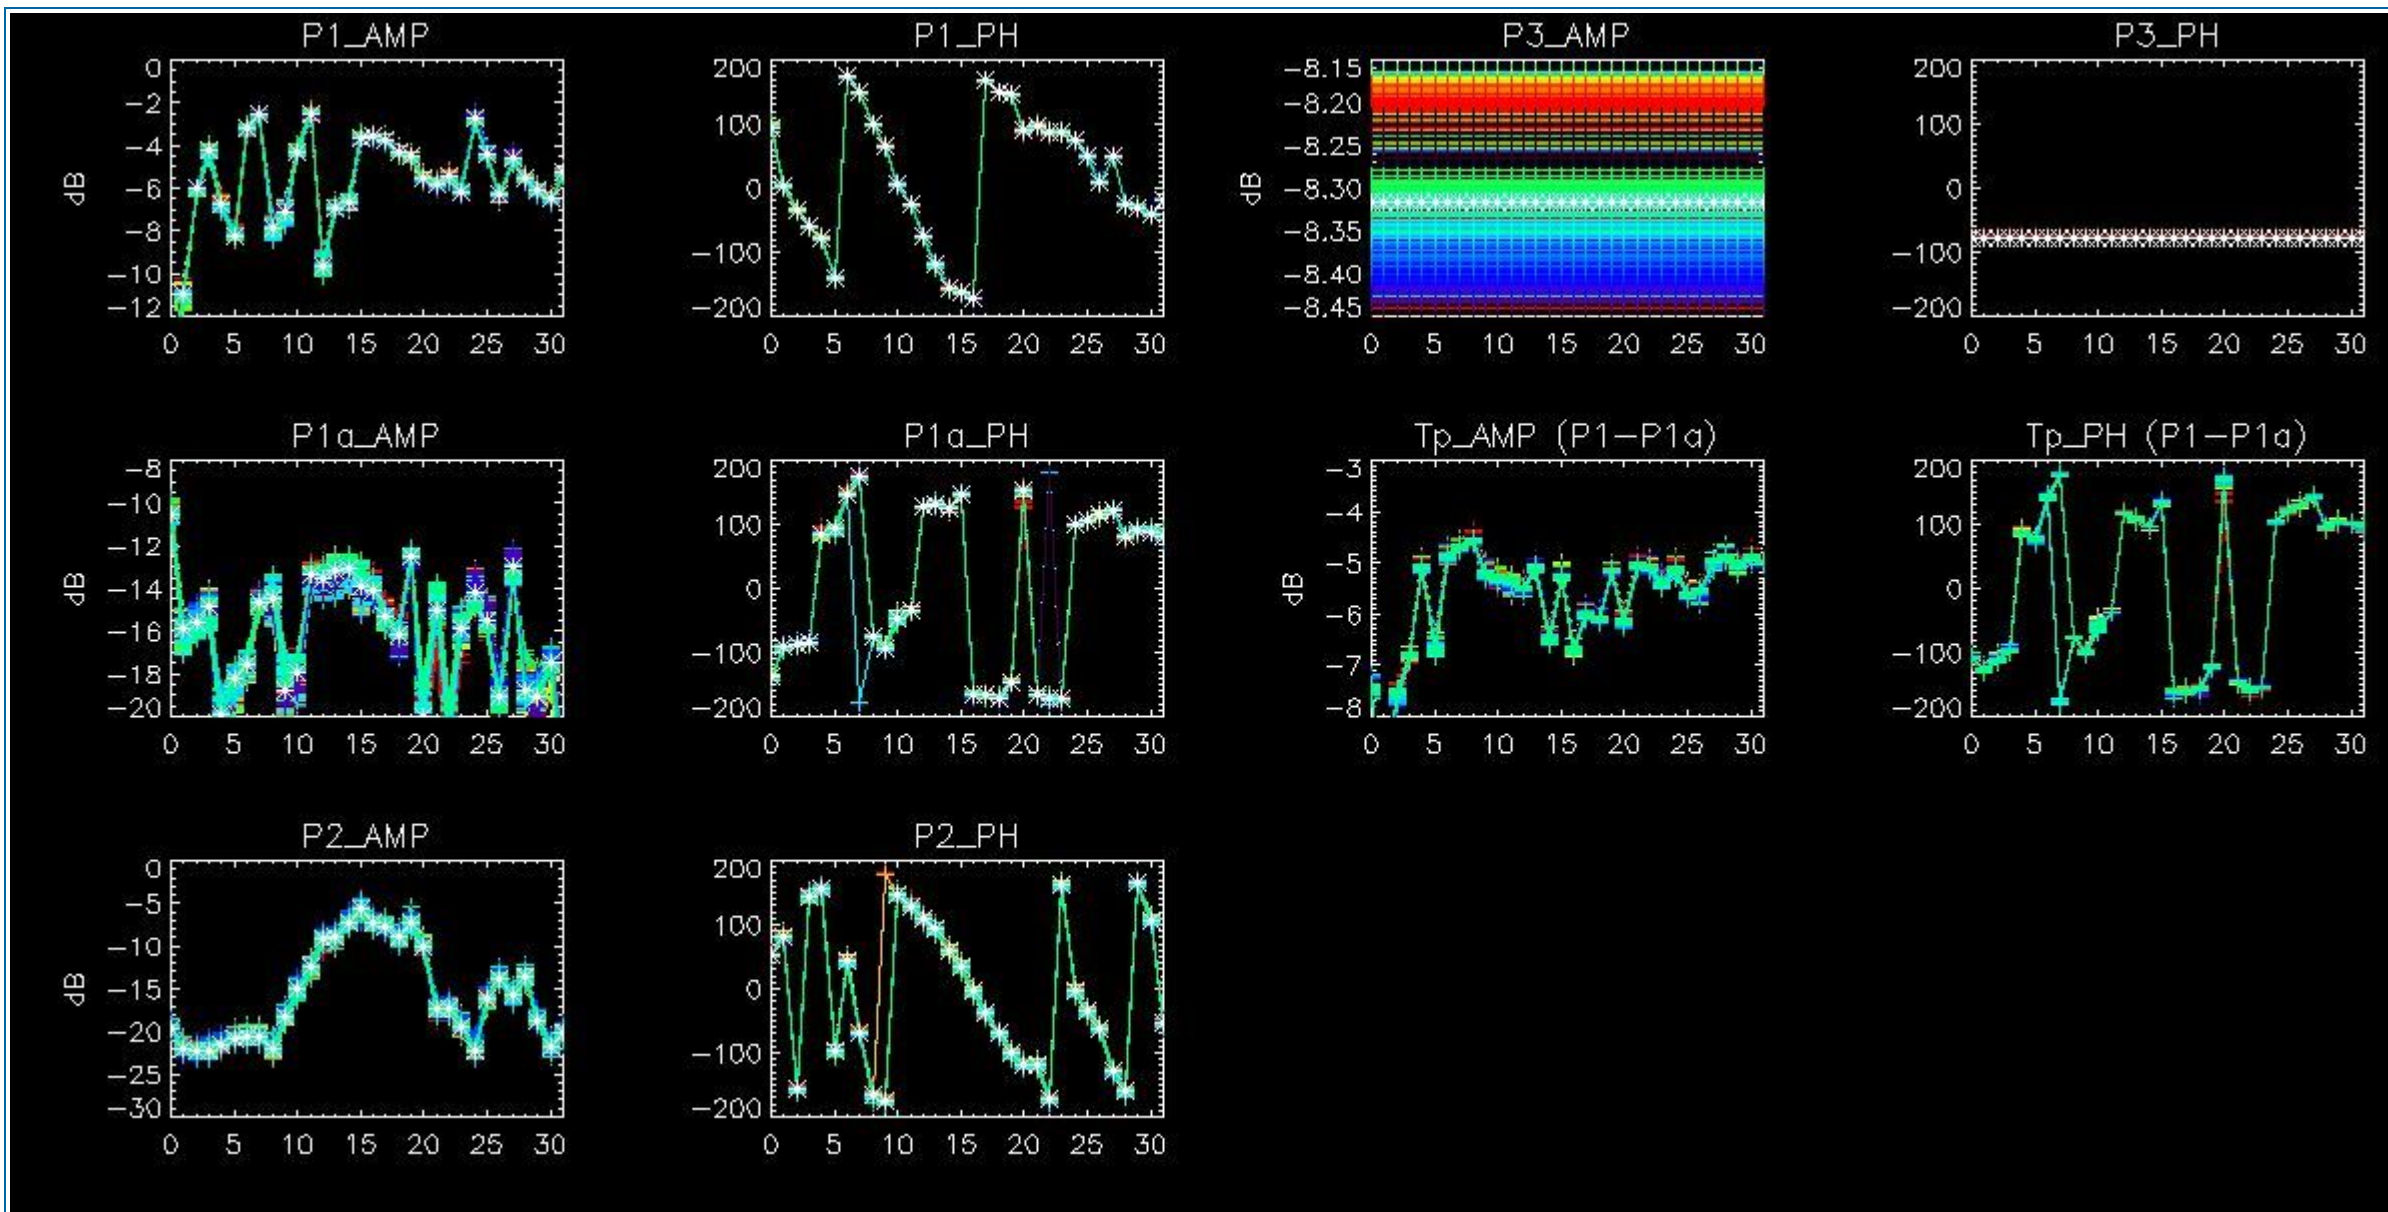 P1_AMP
0
−2
−4
−6
−8
−10
−12
dB
0 5 10 15 20 25 30
P1_PH
200
100
0
−100
−200
0 5 10 15 20 25 30
P3_AMP
−8.15
−8.20
−8.25
−8.30
−8.35
−8.40
−8.45
dB
0 5 10 15 20 25 30
P3_PH
200
100
0
−100
−200
0 5 10 15 20 25 30
P1a_AMP
−8
−10
−12
−14
−16
−18
−20
dB
0 5 10 15 20 25 30
P1a_PH
200
100
0
−100
−200
0 5 10 15 20 25 30
Tp_AMP (P1−P1a)
−3
−4
−5
−6
−7
−8
dB
0 5 10 15 20 25 30
Tp_PH (P1−P1a)
200
100
0
−100
−200
0 5 10 15 20 25 30
P2_AMP
0
−5
−10
−15
−20
−25
−30
dB
0 5 10 15 20 25 30
P2_PH
200
100
0
−100
−200
0 5 10 15 20 25 30